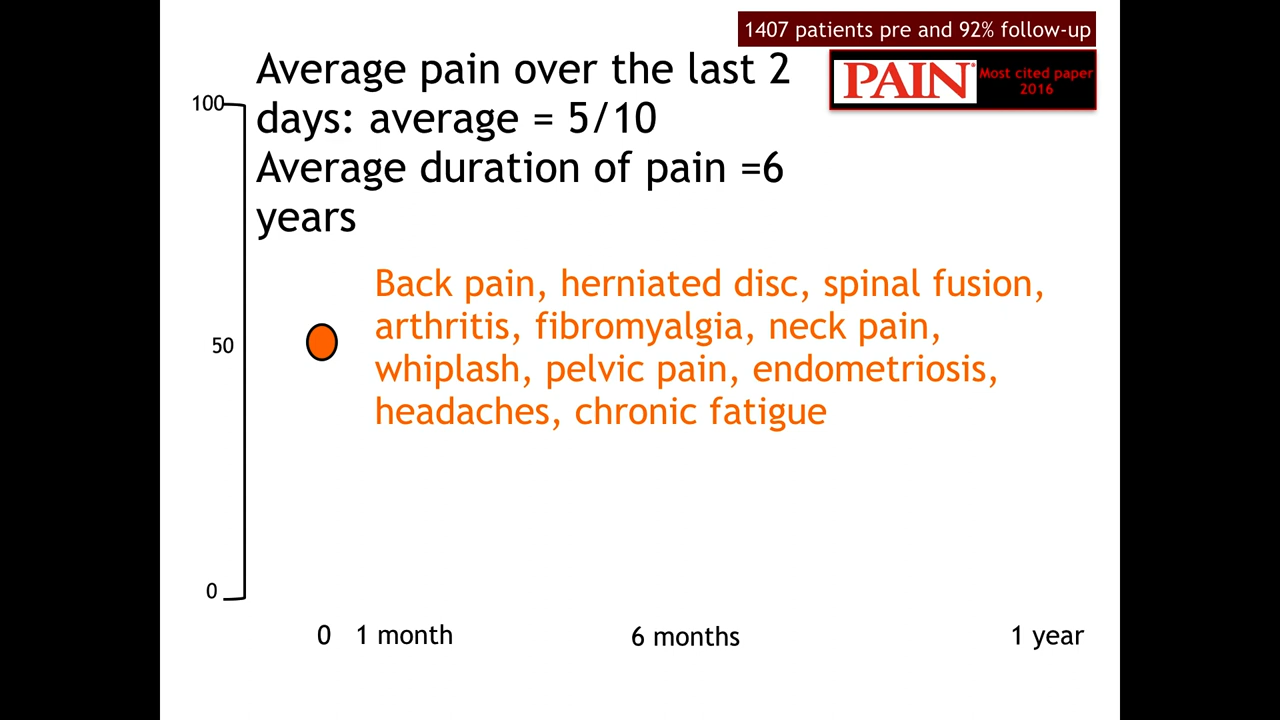 1407 patients pre and 92% follow-up
Average pain over the last 2
days: average = 5/10
Average duration of pain =6
years
PAIN
Most cited paper
2016
100
Back pain, herniated disc, spinal fusion,
arthritis, fibromyalgia, neck pain,
whiplash, pelvic pain, endometriosis,
headaches, chronic fatigue
50
0
0 1 month 6 months 1 year